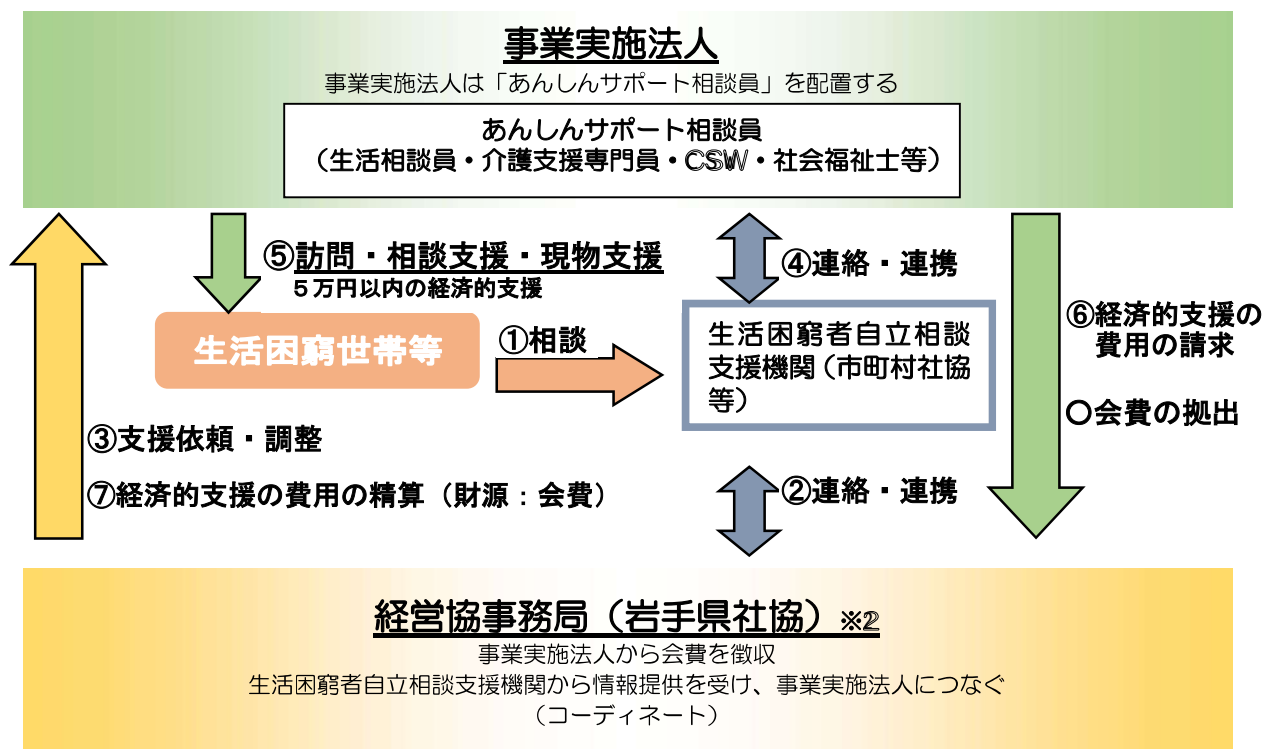 事業実施法人
事業実施法人は「あんしんサポート相談員」を配置する
あんしんサポート相談員
（生活相談員・介護支援専門員・CSW・社会福祉士等）
⑤訪問・相談支援・現物支援
５万円以内の経済的支援
④連絡・連携
生活困窮世帯等
①相談
生活困窮者自立相談
支援機関（市町村社協
等）
⑥経済的支援の
費用の請求
〇会費の拠出
③支援依頼・調整
⑦経済的支援の費用の精算（財源：会費）
②連絡・連携
経営協事務局（岩手県社協）※2
事業実施法人から会費を徴収
生活困窮者自立相談支援機関から情報提供を受け、事業実施法人につなぐ
（コーディネート）